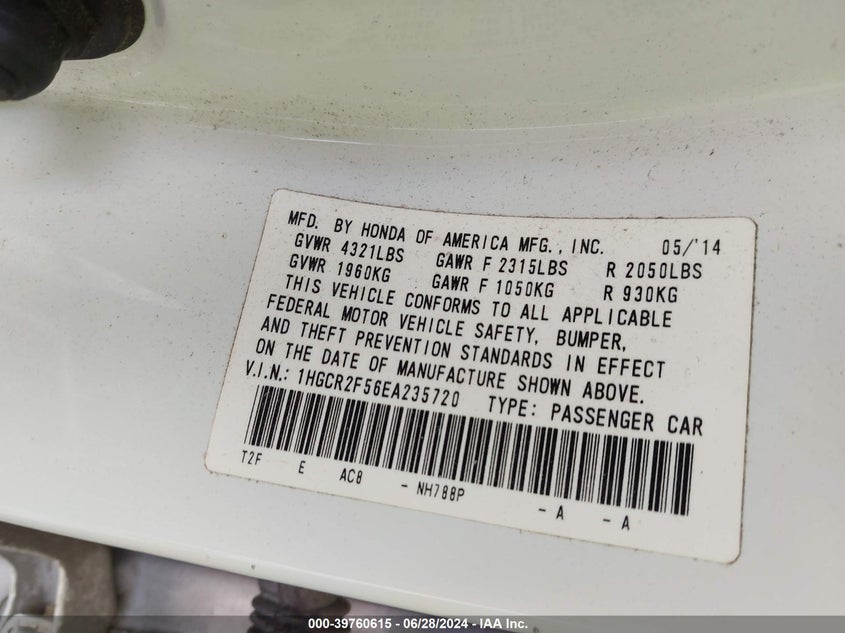 MFD. BY HONDA OF AMERICA MFG., INC. 05/'14
GVWR 4321LBS GAWR F 2315LBS R 2050LBS
GVWR 1960KG GAWR F 1050KG R 930KG
THIS VEHICLE CONFORMS TO ALL APPLICABLE
FEDERAL MOTOR VEHICLE SAFETY, BUMPER,
AND THEFT PREVENTION STANDARDS IN EFFECT
ON THE DATE OF MANUFACTURE SHOWN ABOVE.
V.I.N.: 1HGCR2F56EA235720 TYPE: PASSENGER CAR
T2F E AC8 - NH788P - A - A
000-39760615 - 06/28/2024 - IAA Inc.